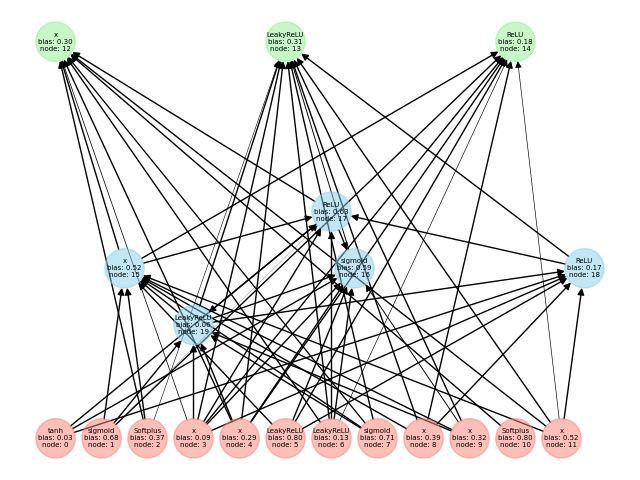 x
bias: 0.30
node: 12
LeakyReLU
bias: 0.31
node: 13
ReLU
bias: 0.18
node: 14
ReLU
bias: 0.03
node: 17
x
bias: 0.52
node: 15
sigmoid
bias: 0.59
node: 16
ReLU
bias: 0.17
node: 18
LeakyReLU
bias: 0.06
node: 19
tanh
bias: 0.03
node: 0
sigmoid
bias: 0.68
node: 1
Softplus
bias: 0.37
node: 2
x
bias: 0.09
node: 3
x
bias: 0.29
node: 4
LeakyReLU
bias: 0.80
node: 5
LeakyReLU
bias: 0.13
node: 6
sigmoid
bias: 0.71
node: 7
x
bias: 0.39
node: 8
x
bias: 0.32
node: 9
Softplus
bias: 0.80
node: 10
x
bias: 0.52
node: 11